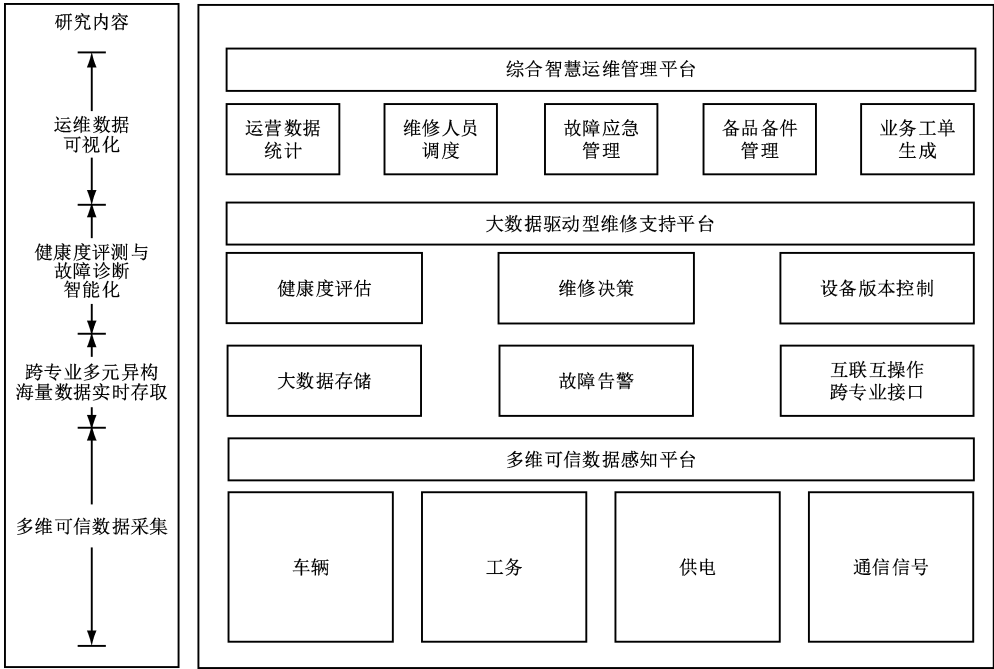 研究内容
运维数据
可视化
健康度评测与
故障诊断
智能化
跨专业多元异构
海量数据实时存取
多维可信数据采集
综合智慧运维管理平台
运营数据
统计
维修人员
调度
故障应急
管理
备品备件
管理
业务工单
生成
大数据驱动型维修支持平台
健康度评估
维修决策
设备版本控制
大数据存储
故障告警
互联互操作
跨专业接口
多维可信数据感知平台
车辆
工务
供电
通信信号